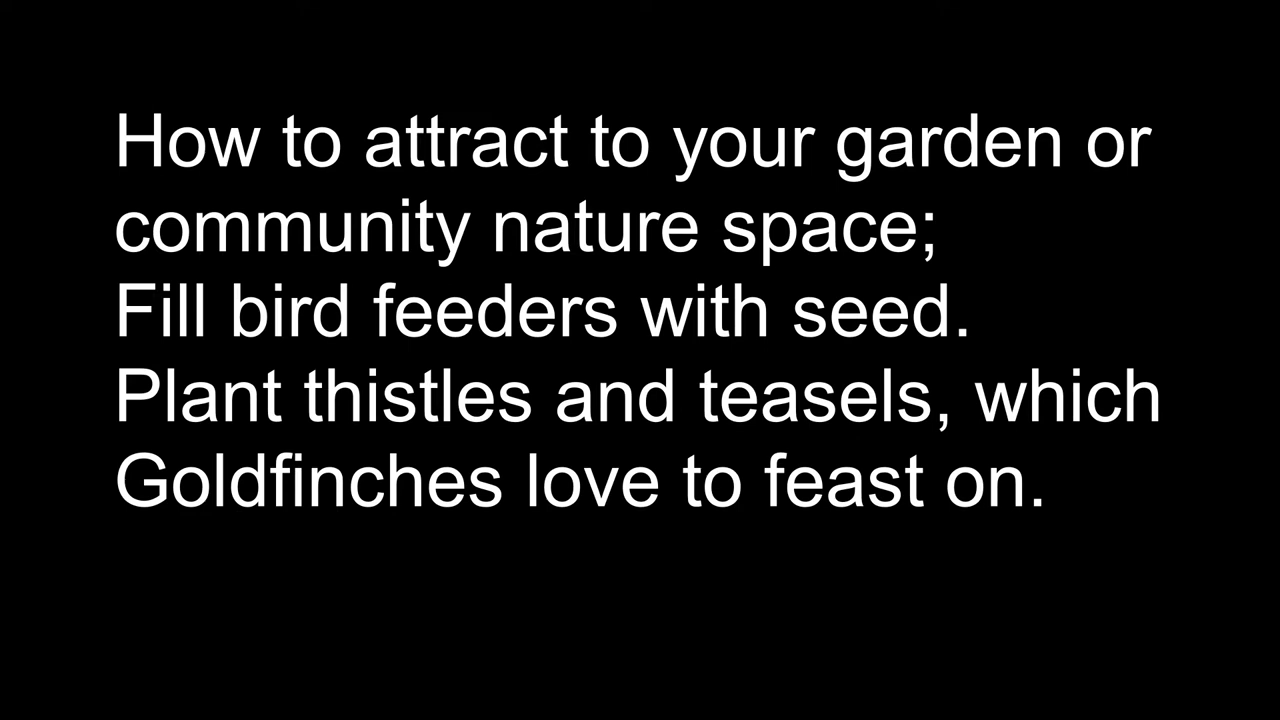 How to attract to your garden or
community nature space;
Fill bird feeders with seed.
Plant thistles and teasels, which
Goldfinches love to feast on.